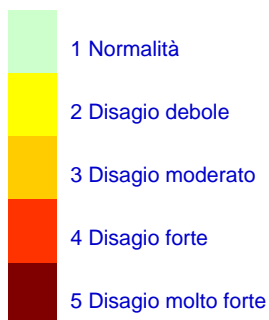 1 Normalità
2 Disagio debole
3 Disagio moderato
4 Disagio forte
5 Disagio molto forte